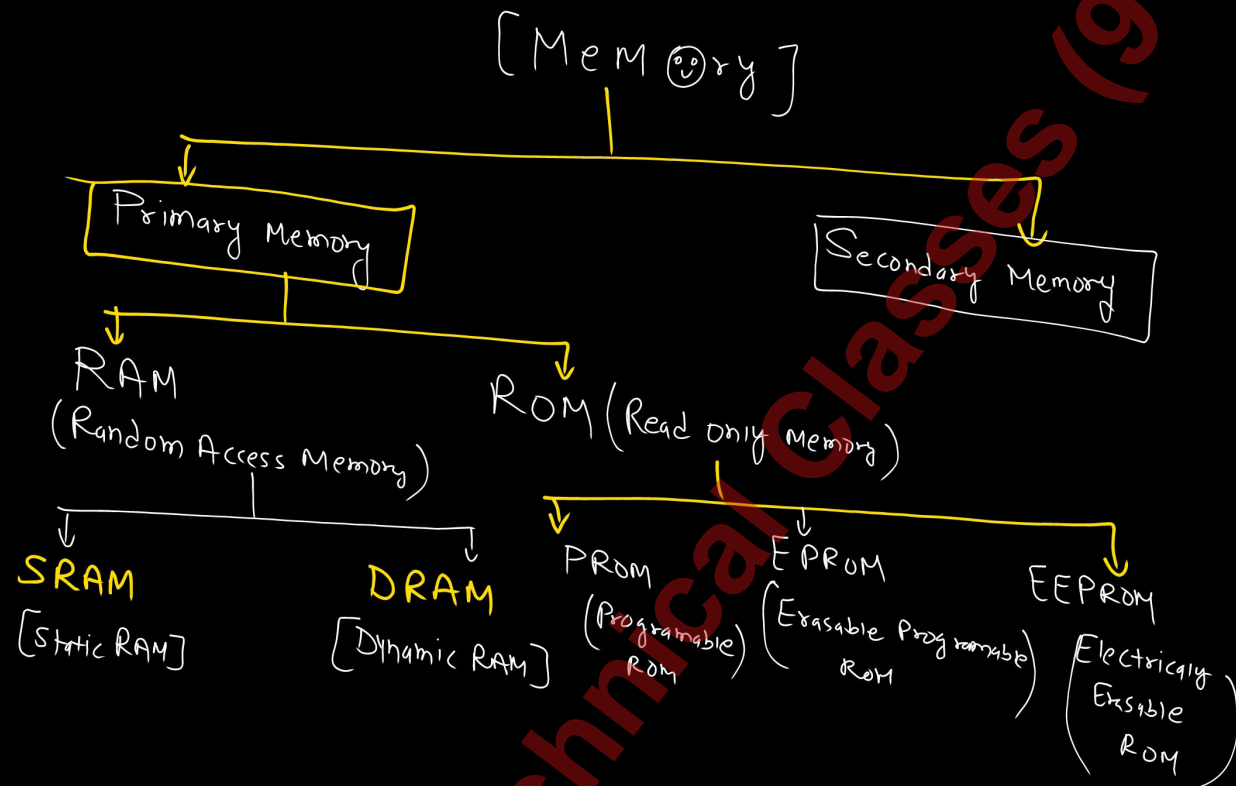 [Memory]
Primary Memory
Secondary Memory
RAM
(Random Access Memory)
ROM (Read only Memory)
SRAM
[Static RAM]
DRAM
[Dynamic RAM]
PROM
(Programable
ROM)
EPROM
(Erasable Programable
ROM)
EEPROM
(Electricaly
Erasable
ROM)
chnical Classes (9